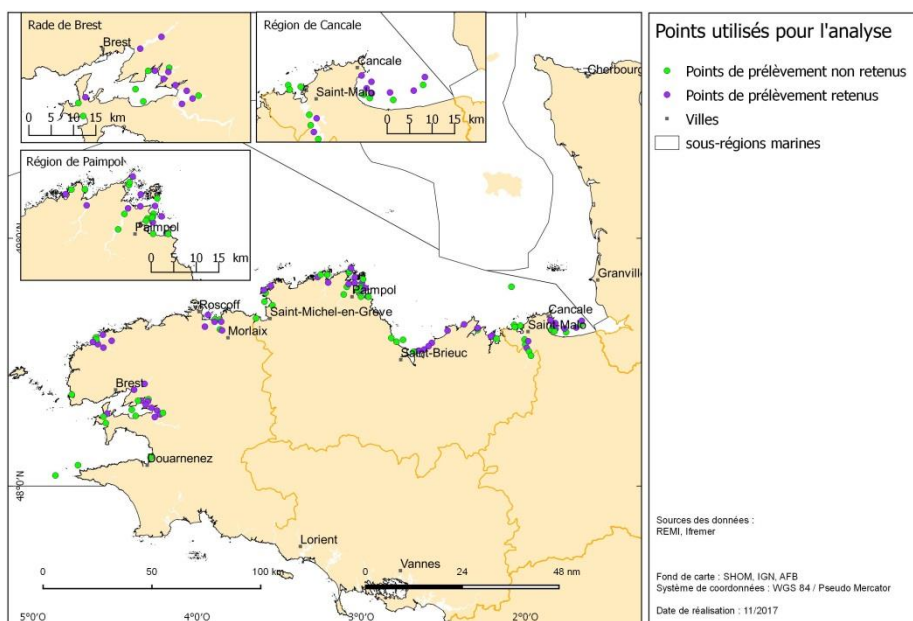 Rade de Brest
Brest
0 5 10 15 km
Région de Cancale
Cancale
Saint-Malo
0 5 10 15 km
Région de Paimpol
Paimpol
0 5 10 15 km
Cherbourg
Granville
Roscoff
Paimpol
Saint-Michel-en-Grève
Morlaix
Cancale
Saint-Malo
Saint-Brieuc
Brest
Douarnenez
48°0'N
Lorient
Vannes
0 50 100 km
0 24 48 nm
5°0'O 4°0'O 3°0'O 2°0'O
Points utilisés pour l'analyse
Points de prélèvement non retenus
Points de prélèvement retenus
Villes
sous-régions marines
Sources des données :
REMI, Ifremer
Fond de carte : SHOM, IGN, AFB
Système de coordonnées : WGS 84 / Pseudo Mercator
Date de réalisation : 11/2017